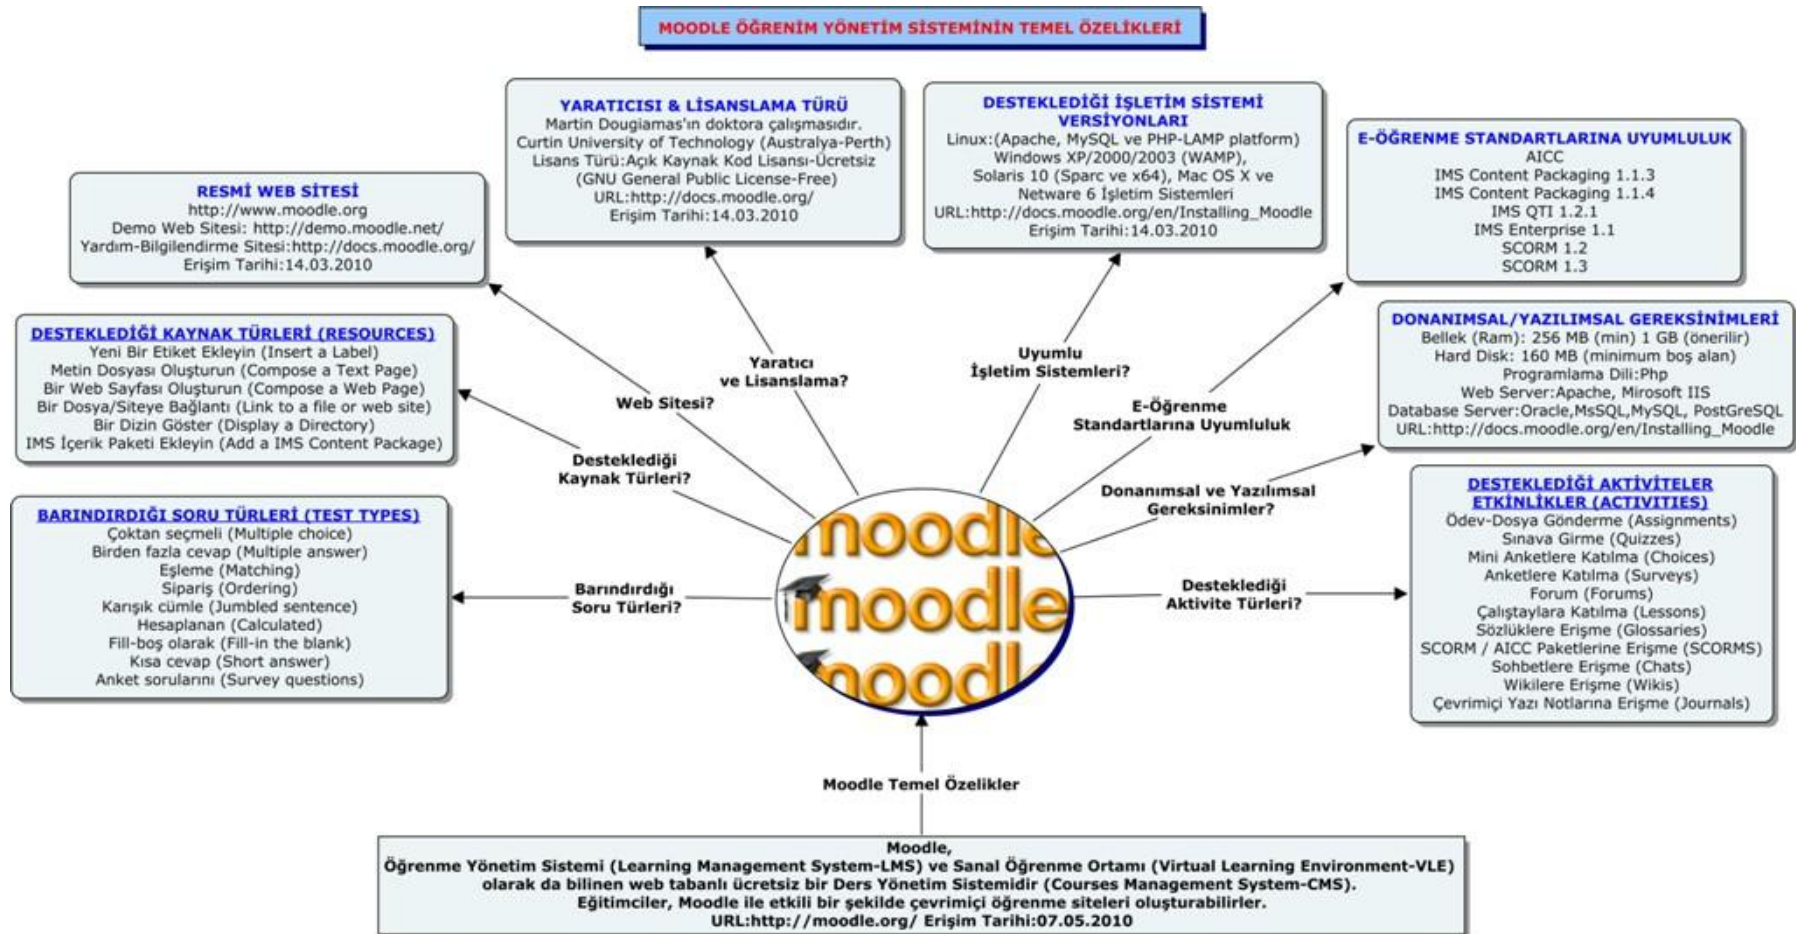 MOODLE ÖĞRENİM YÖNETİM SİSTEMİNİN TEMEL ÖZELİKLERİ
YARATICISI & LİSANSLAMA TÜRÜ
Martin Dougiamas'ın doktora çalışmasıdır.
Curtin University of Technology (Australya-Perth)
Lisans Türü:Açık Kaynak Kod Lisansı-Ücretsiz
(GNU General Public License-Free)
URL:http://docs.moodle.org/
Erişim Tarihi:14.03.2010
DESTEKLEDİĞİ İŞLETİM SİSTEMİ
VERSİYONLARI
Linux:(Apache, MySQL ve PHP-LAMP platform)
Windows XP/2000/2003 (WAMP),
Solaris 10 (Sparc ve x64), Mac OS X ve
Netware 6 İşletim Sistemleri
URL:http://docs.moodle.org/en/Installing_Moodle
Erişim Tarihi:14.03.2010
E-ÖĞRENME STANDARTLARINA UYUMLULUK
AICC
IMS Content Packaging 1.1.3
IMS Content Packaging 1.1.4
IMS QTI 1.2.1
IMS Enterprise 1.1
SCORM 1.2
SCORM 1.3
RESMİ WEB SİTESİ
http://www.moodle.org
Demo Web Sitesi: http://demo.moodle.net/
Yardım-Bilgilendirme Sitesi:http://docs.moodle.org/
Erişim Tarihi:14.03.2010
DESTEKLEDİĞİ KAYNAK TÜRLERİ (RESOURCES)
Yeni Bir Etiket Ekleyin (Insert a Label)
Metin Dosyası Oluşturun (Compose a Text Page)
Bir Web Sayfası Oluşturun (Compose a Web Page)
Bir Dosya/Siteye Bağlantı (Link to a file or web site)
Bir Dizin Göster (Display a Directory)
IMS İçerik Paketi Ekleyin (Add a IMS Content Package)
DONANIMSAL/YAZILIMSAL GEREKSİNİMLERİ
Bellek (Ram): 256 MB (min) 1 GB (önerilir)
Hard Disk: 160 MB (minimum boş alan)
Programlama Dili:Php
Web Server:Apache, Mirosoft IIS
Database Server:Oracle,MsSQL,MySQL, PostGreSQL
URL:http://docs.moodle.org/en/Installing_Moodle
Yaratıcı
ve Lisanslama?
Uyumlu
İşletim Sistemleri?
Web Sitesi?
E-Öğrenme
Standartlarına Uyumluluk
Desteklediği
Kaynak Türleri?
Donanımsal ve Yazılımsal
Gereksinimler?
BARINDIRDIĞI SORU TÜRLERİ (TEST TYPES)
Çoktan seçmeli (Multiple choice)
Birden fazla cevap (Multiple answer)
Eşleme (Matching)
Sipariş (Ordering)
Karışık cümle (Jumbled sentence)
Hesaplanan (Calculated)
Fill-boş olarak (Fill-in the blank)
Kısa cevap (Short answer)
Anket sorularını (Survey questions)
Barındırdığı
Soru Türleri?
moodle
moodle
moodle
Desteklediği
Aktivite Türleri?
DESTEKLEDİĞİ AKTİVİTELER
ETKİNLİKLER (ACTIVITIES)
Ödev-Dosya Gönderme (Assignments)
Sınava Girme (Quizzes)
Mini Anketlere Katılma (Choices)
Anketlere Katılma (Surveys)
Forum (Forums)
Çalıştaylara Katılma (Lessons)
Sözlüklere Erişme (Glossaries)
SCORM / AICC Paketlerine Erişme (SCORMS)
Sohbetlere Erişme (Chats)
Wikilere Erişme (Wikis)
Çevrimiçi Yazı Notlarına Erişme (Journals)
Moodle Temel Özelikler
Moodle,
Öğrenme Yönetim Sistemi (Learning Management System-LMS) ve Sanal Öğrenme Ortamı (Virtual Learning Environment-VLE)
olarak da bilinen web tabanlı ücretsiz bir Ders Yönetim Sistemidir (Courses Management System-CMS).
Eğitimciler, Moodle ile etkili bir şekilde çevrimiçi öğrenme siteleri oluşturabilirler.
URL:http://moodle.org/ Erişim Tarihi:07.05.2010